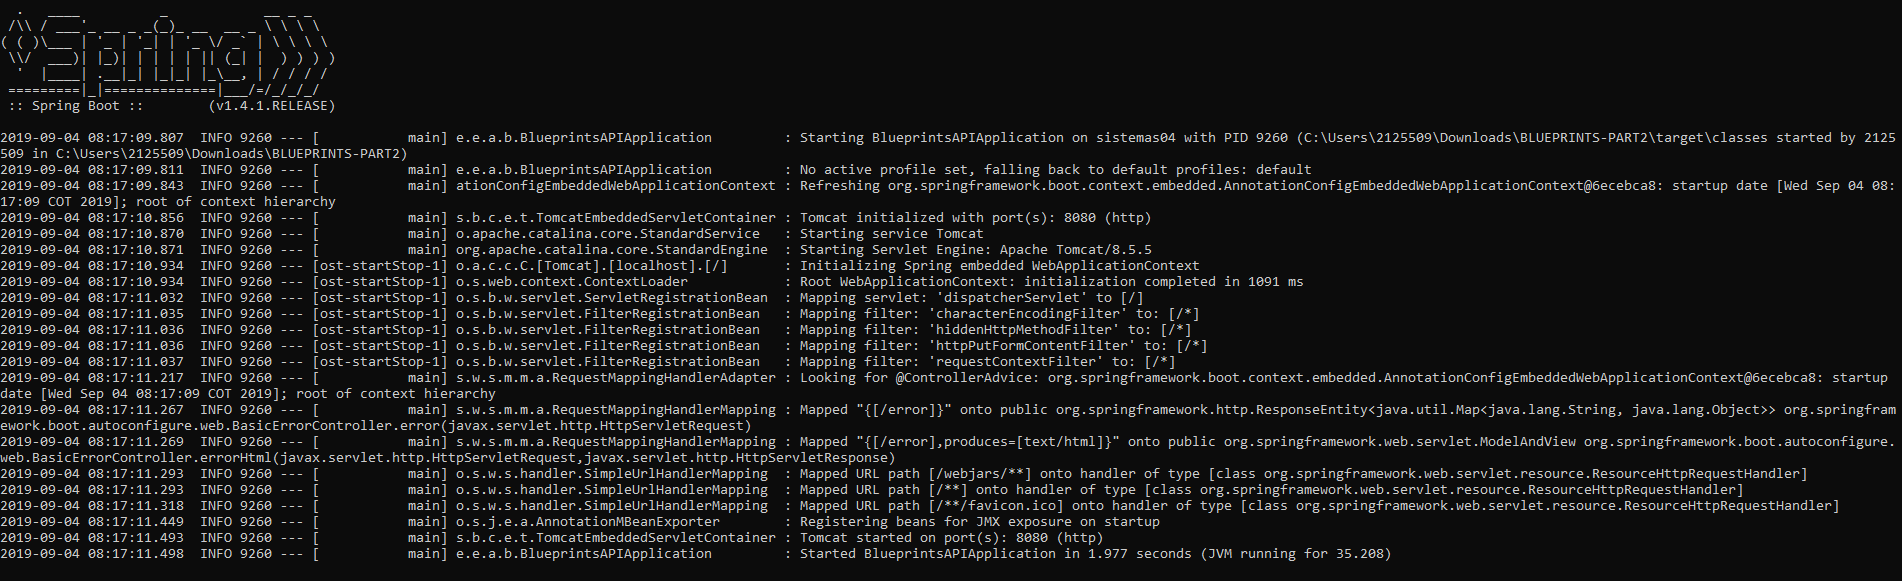 .   ____          _            __ _ _
 /\\ / ___'_ __ _ _(_)_ __  __ _ \ \ \ \
( ( )\___ | '_ | '_| | '_ \/ _` | \ \ \ \
 \\/  ___)| |_)| | | | | || (_| |  ) ) ) )
  '  |____| .__|_| |_|_| |_\__, | / / / /
 =========|_|==============|___/=/_/_/_/
 :: Spring Boot ::        (v1.4.1.RELEASE)
2019-09-04 08:17:09.807  INFO 9260 --- [           main] e.e.a.b.BlueprintsAPIApplication         : Starting BlueprintsAPIApplication on sistemas04 with PID 9260 (C:\Users\2125509\Downloads\BLUEPRINTS-PART2\target\classes started by 2125
509 in C:\Users\2125509\Downloads\BLUEPRINTS-PART2)
2019-09-04 08:17:09.811  INFO 9260 --- [           main] e.e.a.b.BlueprintsAPIApplication         : No active profile set, falling back to default profiles: default
2019-09-04 08:17:09.843  INFO 9260 --- [           main] ationConfigEmbeddedWebApplicationContext : Refreshing org.springframework.boot.context.embedded.AnnotationConfigEmbeddedWebApplicationContext@6ecebca8: startup date [Wed Sep 04 08:
17:09 COT 2019]; root of context hierarchy
2019-09-04 08:17:10.856  INFO 9260 --- [           main] s.b.c.e.t.TomcatEmbeddedServletContainer : Tomcat initialized with port(s): 8080 (http)
2019-09-04 08:17:10.870  INFO 9260 --- [           main] o.apache.catalina.core.StandardService   : Starting service Tomcat
2019-09-04 08:17:10.871  INFO 9260 --- [           main] org.apache.catalina.core.StandardEngine  : Starting Servlet Engine: Apache Tomcat/8.5.5
2019-09-04 08:17:10.934  INFO 9260 --- [ost-startStop-1] o.a.c.c.C.[Tomcat].[localhost].[/]       : Initializing Spring embedded WebApplicationContext
2019-09-04 08:17:10.934  INFO 9260 --- [ost-startStop-1] o.s.web.context.ContextLoader            : Root WebApplicationContext: initialization completed in 1091 ms
2019-09-04 08:17:11.032  INFO 9260 --- [ost-startStop-1] o.s.b.w.servlet.ServletRegistrationBean  : Mapping servlet: 'dispatcherServlet' to [/]
2019-09-04 08:17:11.035  INFO 9260 --- [ost-startStop-1] o.s.b.w.servlet.FilterRegistrationBean   : Mapping filter: 'characterEncodingFilter' to: [/*]
2019-09-04 08:17:11.036  INFO 9260 --- [ost-startStop-1] o.s.b.w.servlet.FilterRegistrationBean   : Mapping filter: 'hiddenHttpMethodFilter' to: [/*]
2019-09-04 08:17:11.036  INFO 9260 --- [ost-startStop-1] o.s.b.w.servlet.FilterRegistrationBean   : Mapping filter: 'httpPutFormContentFilter' to: [/*]
2019-09-04 08:17:11.037  INFO 9260 --- [ost-startStop-1] o.s.b.w.servlet.FilterRegistrationBean   : Mapping filter: 'requestContextFilter' to: [/*]
2019-09-04 08:17:11.217  INFO 9260 --- [           main] s.w.s.m.m.a.RequestMappingHandlerAdapter : Looking for @ControllerAdvice: org.springframework.boot.context.embedded.AnnotationConfigEmbeddedWebApplicationContext@6ecebca8: startup
date [Wed Sep 04 08:17:09 COT 2019]; root of context hierarchy
2019-09-04 08:17:11.267  INFO 9260 --- [           main] s.w.s.m.m.a.RequestMappingHandlerMapping : Mapped "{[/error]}" onto public org.springframework.http.ResponseEntity<java.util.Map<java.lang.String, java.lang.Object>> org.springfram
ework.boot.autoconfigure.web.BasicErrorController.error(javax.servlet.http.HttpServletRequest)
2019-09-04 08:17:11.269  INFO 9260 --- [           main] s.w.s.m.m.a.RequestMappingHandlerMapping : Mapped "{[/error],produces=[text/html]}" onto public org.springframework.web.servlet.ModelAndView org.springframework.boot.autoconfigure.
web.BasicErrorController.errorHtml(javax.servlet.http.HttpServletRequest,javax.servlet.http.HttpServletResponse)
2019-09-04 08:17:11.293  INFO 9260 --- [           main] o.s.w.s.handler.SimpleUrlHandlerMapping  : Mapped URL path [/webjars/**] onto handler of type [class org.springframework.web.servlet.resource.ResourceHttpRequestHandler]
2019-09-04 08:17:11.293  INFO 9260 --- [           main] o.s.w.s.handler.SimpleUrlHandlerMapping  : Mapped URL path [/**] onto handler of type [class org.springframework.web.servlet.resource.ResourceHttpRequestHandler]
2019-09-04 08:17:11.318  INFO 9260 --- [           main] o.s.w.s.handler.SimpleUrlHandlerMapping  : Mapped URL path [/**/favicon.ico] onto handler of type [class org.springframework.web.servlet.resource.ResourceHttpRequestHandler]
2019-09-04 08:17:11.449  INFO 9260 --- [           main] o.s.j.e.a.AnnotationMBeanExporter        : Registering beans for JMX exposure on startup
2019-09-04 08:17:11.493  INFO 9260 --- [           main] s.b.c.e.t.TomcatEmbeddedServletContainer : Tomcat started on port(s): 8080 (http)
2019-09-04 08:17:11.498  INFO 9260 --- [           main] e.e.a.b.BlueprintsAPIApplication         : Started BlueprintsAPIApplication in 1.977 seconds (JVM running for 35.208)